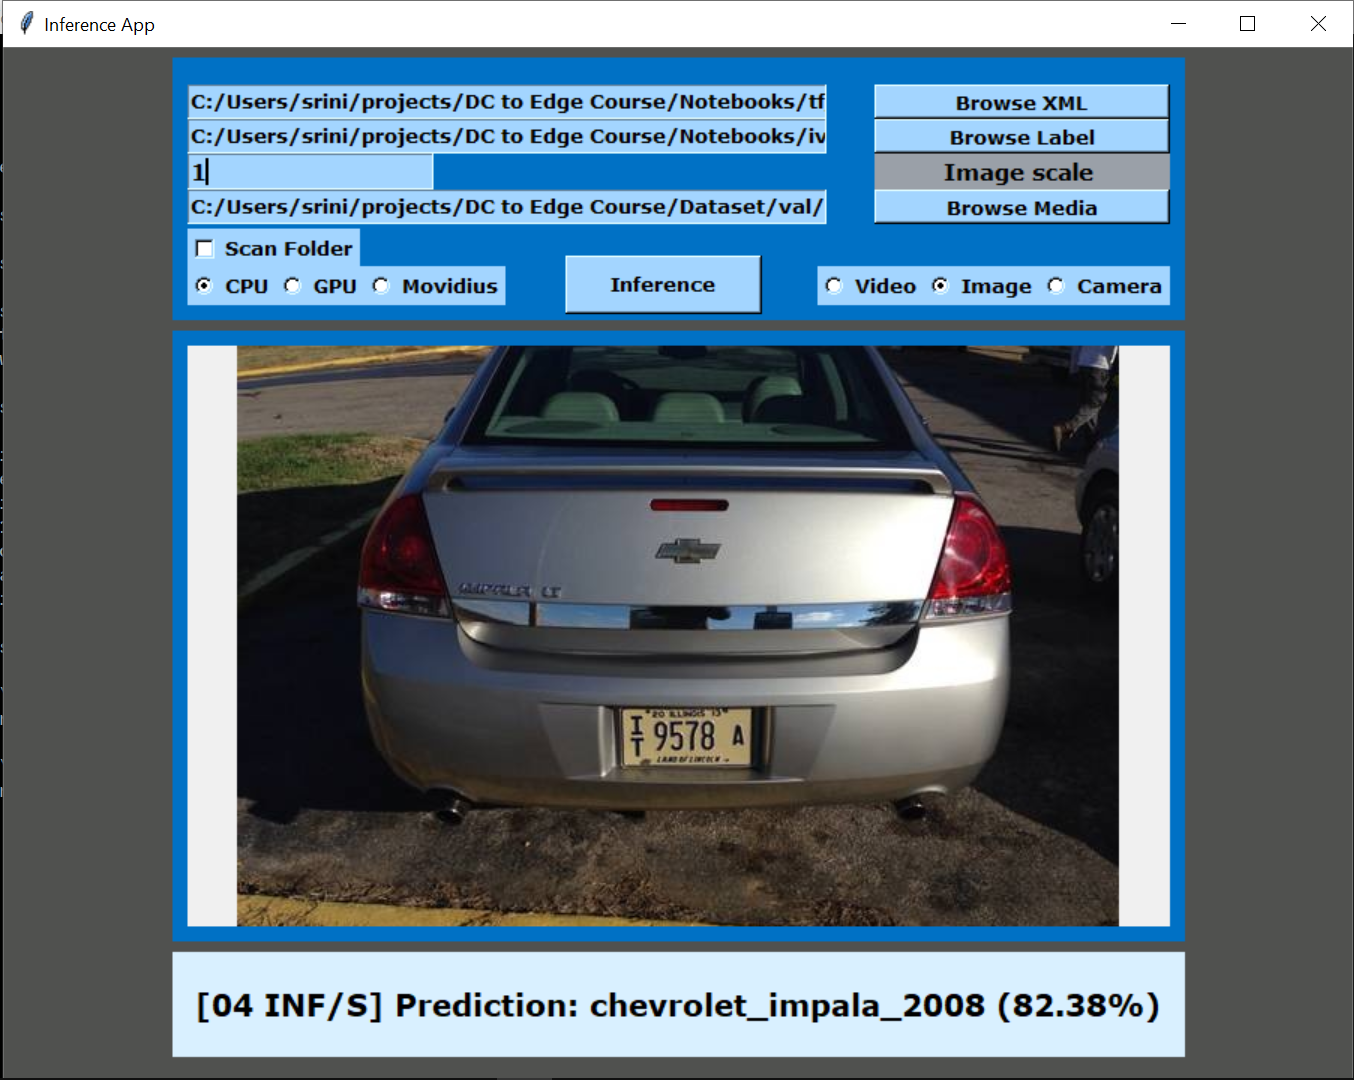 Inference App
C:/Users/srini/projects/DC to Edge Course/Notebooks/tf
Browse XML
C:/Users/srini/projects/DC to Edge Course/Notebooks/iv
Browse Label
1
Image scale
C:/Users/srini/projects/DC to Edge Course/Dataset/val/
Browse Media
Scan Folder
CPU GPU Movidius
Inference
Video Image Camera
IMPALA LT
20 ILLINOIS 13
IT 9578 A
LAND OF LINCOLN
[04 INF/S] Prediction: chevrolet_impala_2008 (82.38%)